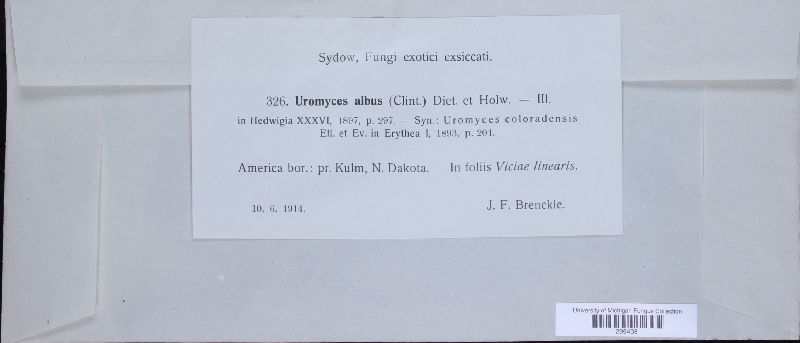 Sydow, Fungi exotici exsiccati.
326. Uromyces albus (Clint.) Diet. et Holw. — III.
in Hedwigia XXXVI, 1897, p. 297. — Syn.: Uromyces coloradensis
Ell. et Ev. in Erythea I, 1893, p. 204.
America bor.: pr. Kulm, N. Dakota. In foliis Viciae linearis.
10. 6. 1914. J. F. Brenckle.
University of Michigan Fungus Collection